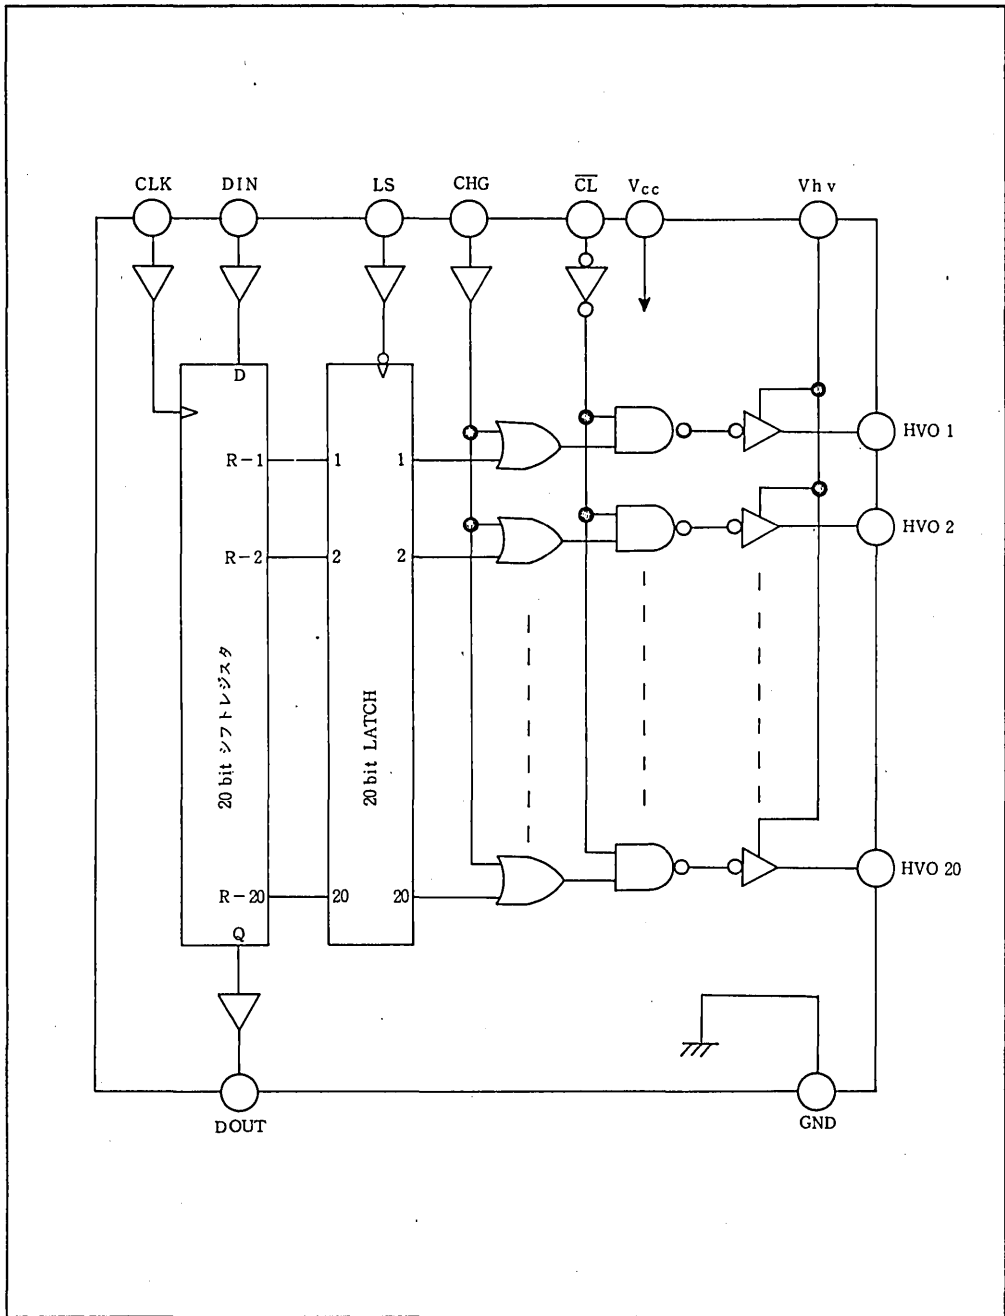 CLK DIN LS CHG C̅L̅ Vcc Vhv
D
HVO 1
R-1 1 1
HVO 2
R-2 2 2
20 bit シフトレジスタ
20 bit LATCH
HVO 20
R-20 20 20
Q
DOUT
GND